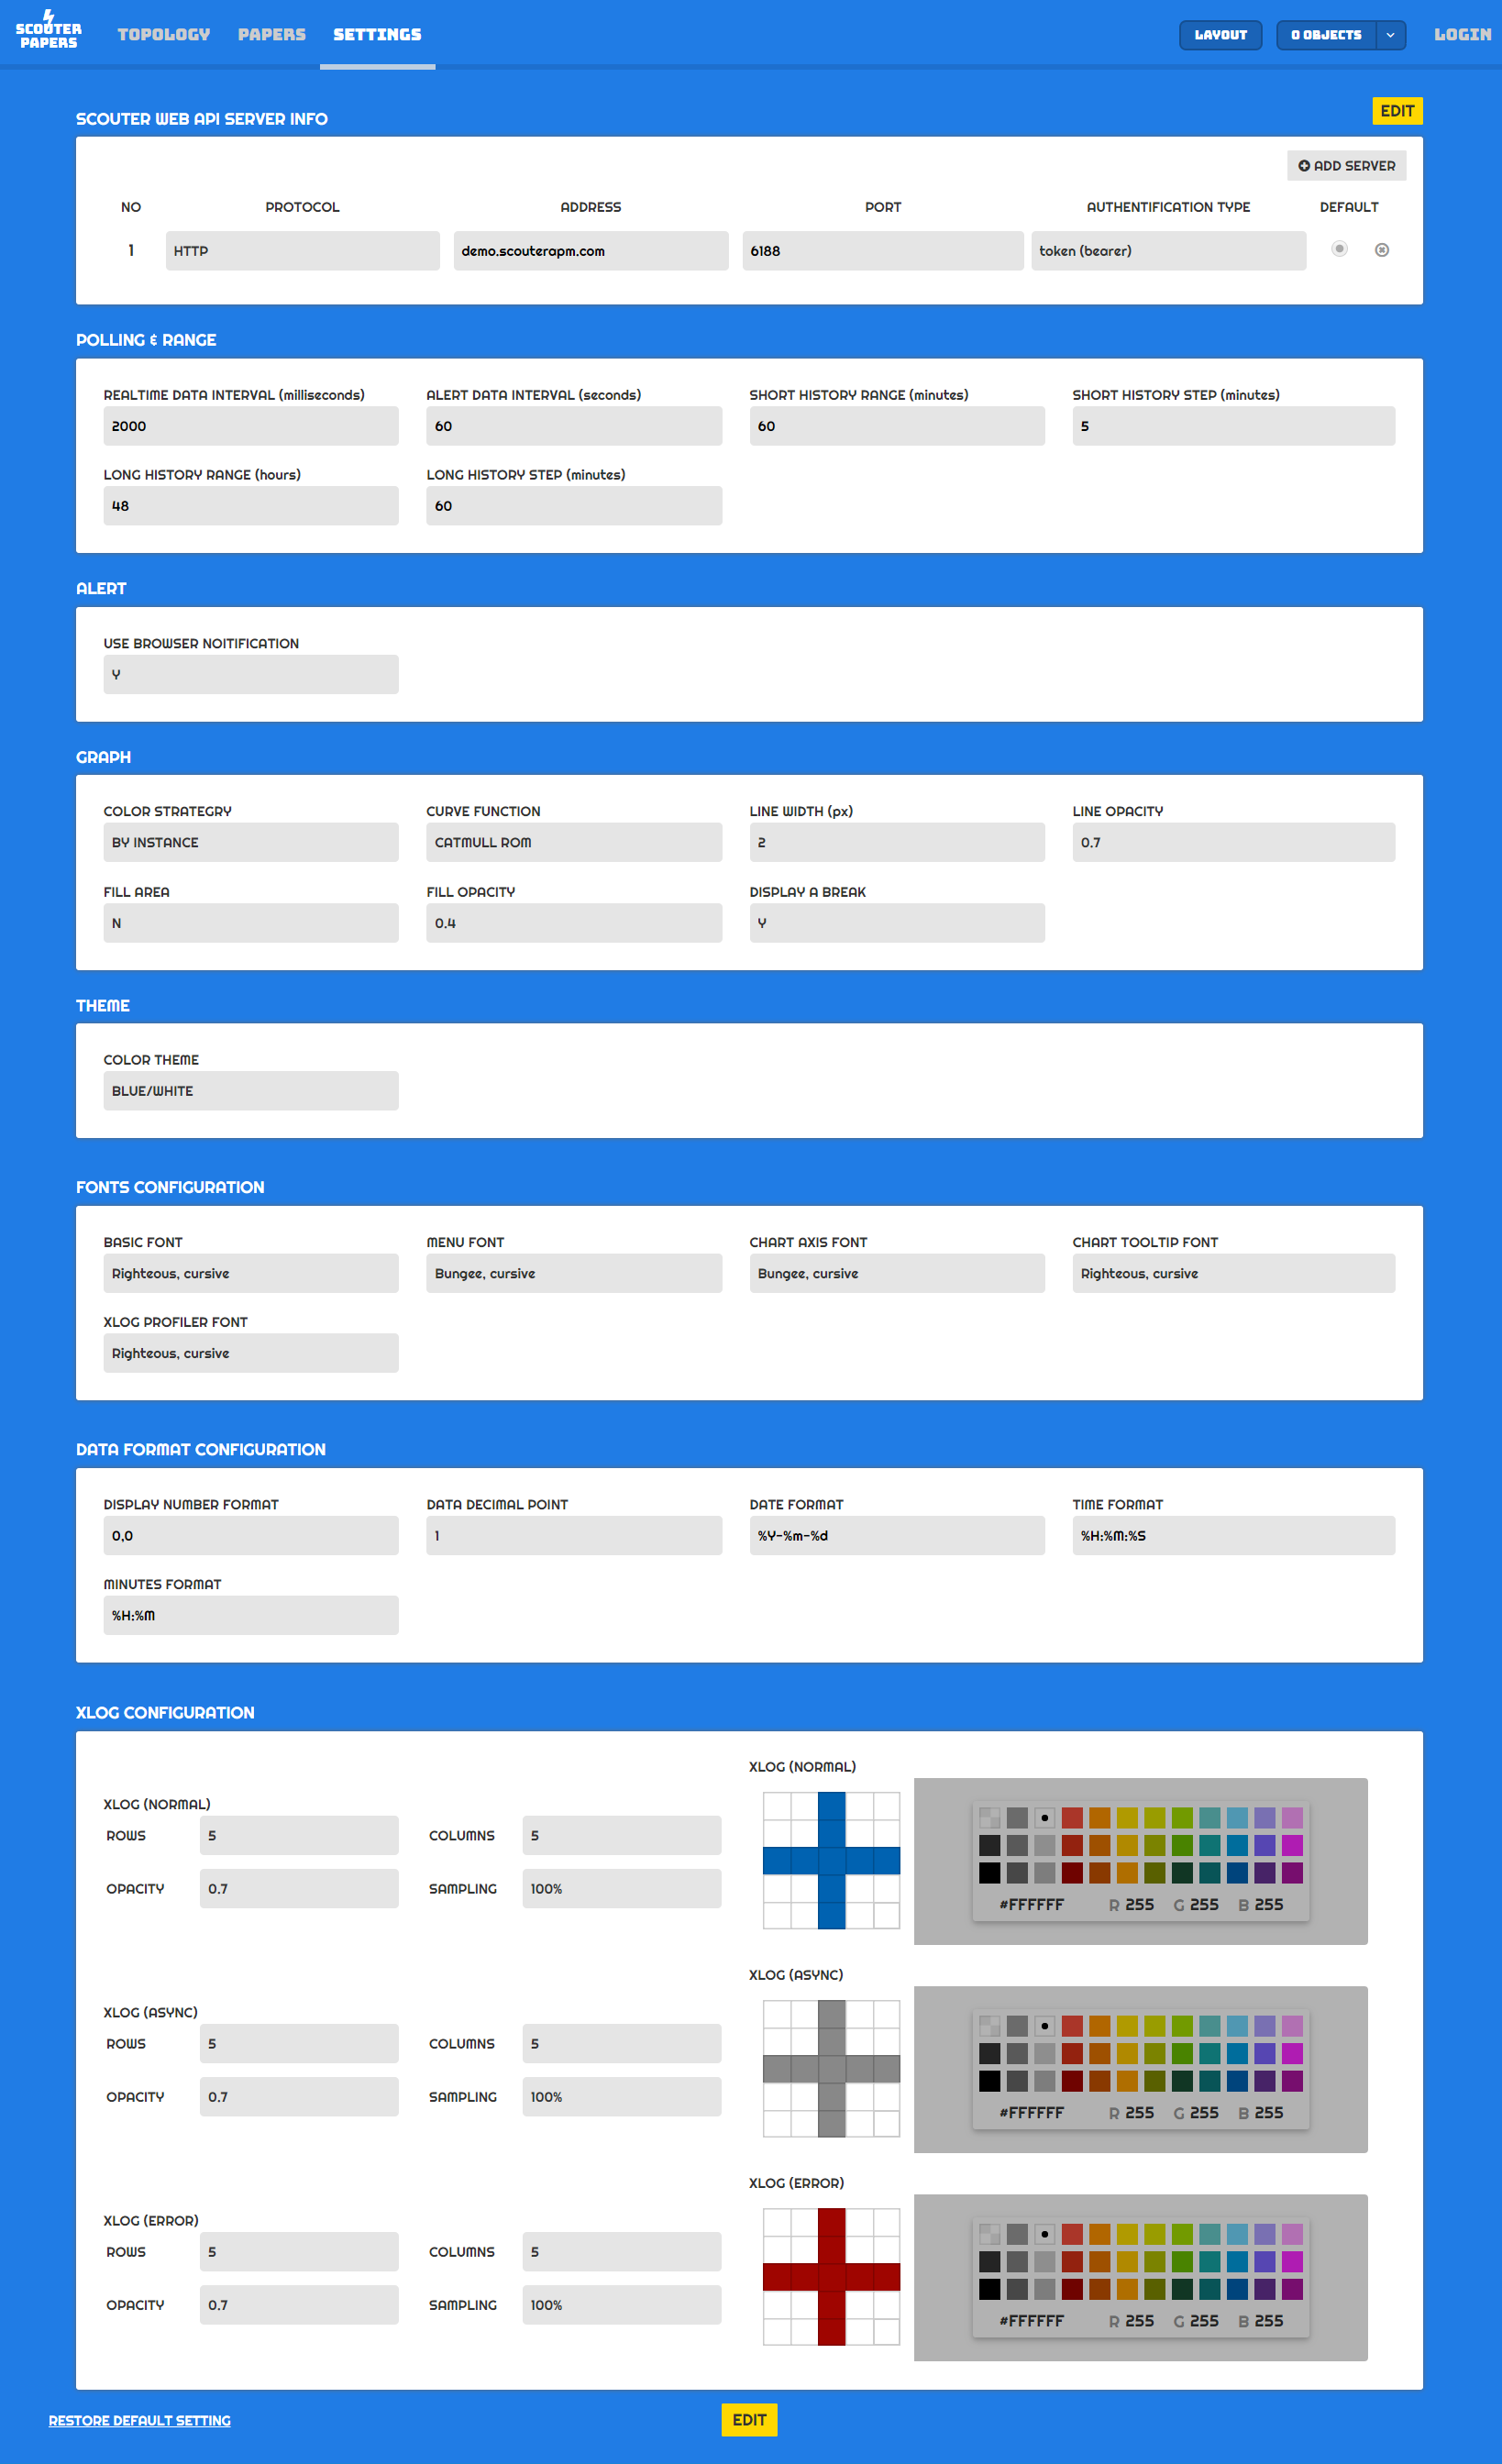 SCOUTER
PAPERS
TOPOLOGY PAPERS SETTINGS LAYOUT 0 OBJECTS LOGIN
SCOUTER WEB API SERVER INFO EDIT
ADD SERVER
NO PROTOCOL ADDRESS PORT AUTHENTIFICATION TYPE DEFAULT
1 HTTP demo.scouterapm.com 6188 token (bearer)
POLLING & RANGE
REALTIME DATA INTERVAL (milliseconds) ALERT DATA INTERVAL (seconds) SHORT HISTORY RANGE (minutes) SHORT HISTORY STEP (minutes)
2000 60 60 5
LONG HISTORY RANGE (hours) LONG HISTORY STEP (minutes)
48 60
ALERT
USE BROWSER NOITIFICATION
Y
GRAPH
COLOR STRATEGRY CURVE FUNCTION LINE WIDTH (px) LINE OPACITY
BY INSTANCE CATMULL ROM 2 0.7
FILL AREA FILL OPACITY DISPLAY A BREAK
N 0.4 Y
THEME
COLOR THEME
BLUE/WHITE
FONTS CONFIGURATION
BASIC FONT MENU FONT CHART AXIS FONT CHART TOOLTIP FONT
Righteous, cursive Bungee, cursive Bungee, cursive Righteous, cursive
XLOG PROFILER FONT
Righteous, cursive
DATA FORMAT CONFIGURATION
DISPLAY NUMBER FORMAT DATA DECIMAL POINT DATE FORMAT TIME FORMAT
0,0 1 %Y-%m-%d %H:%M:%S
MINUTES FORMAT
%H:%M
XLOG CONFIGURATION
XLOG (NORMAL)
XLOG (NORMAL)
ROWS 5 COLUMNS 5
OPACITY 0.7 SAMPLING 100%
#FFFFFF R 255 G 255 B 255
XLOG (ASYNC)
XLOG (ASYNC)
ROWS 5 COLUMNS 5
OPACITY 0.7 SAMPLING 100%
#FFFFFF R 255 G 255 B 255
XLOG (ERROR)
XLOG (ERROR)
ROWS 5 COLUMNS 5
OPACITY 0.7 SAMPLING 100%
#FFFFFF R 255 G 255 B 255
RESTORE DEFAULT SETTING EDIT